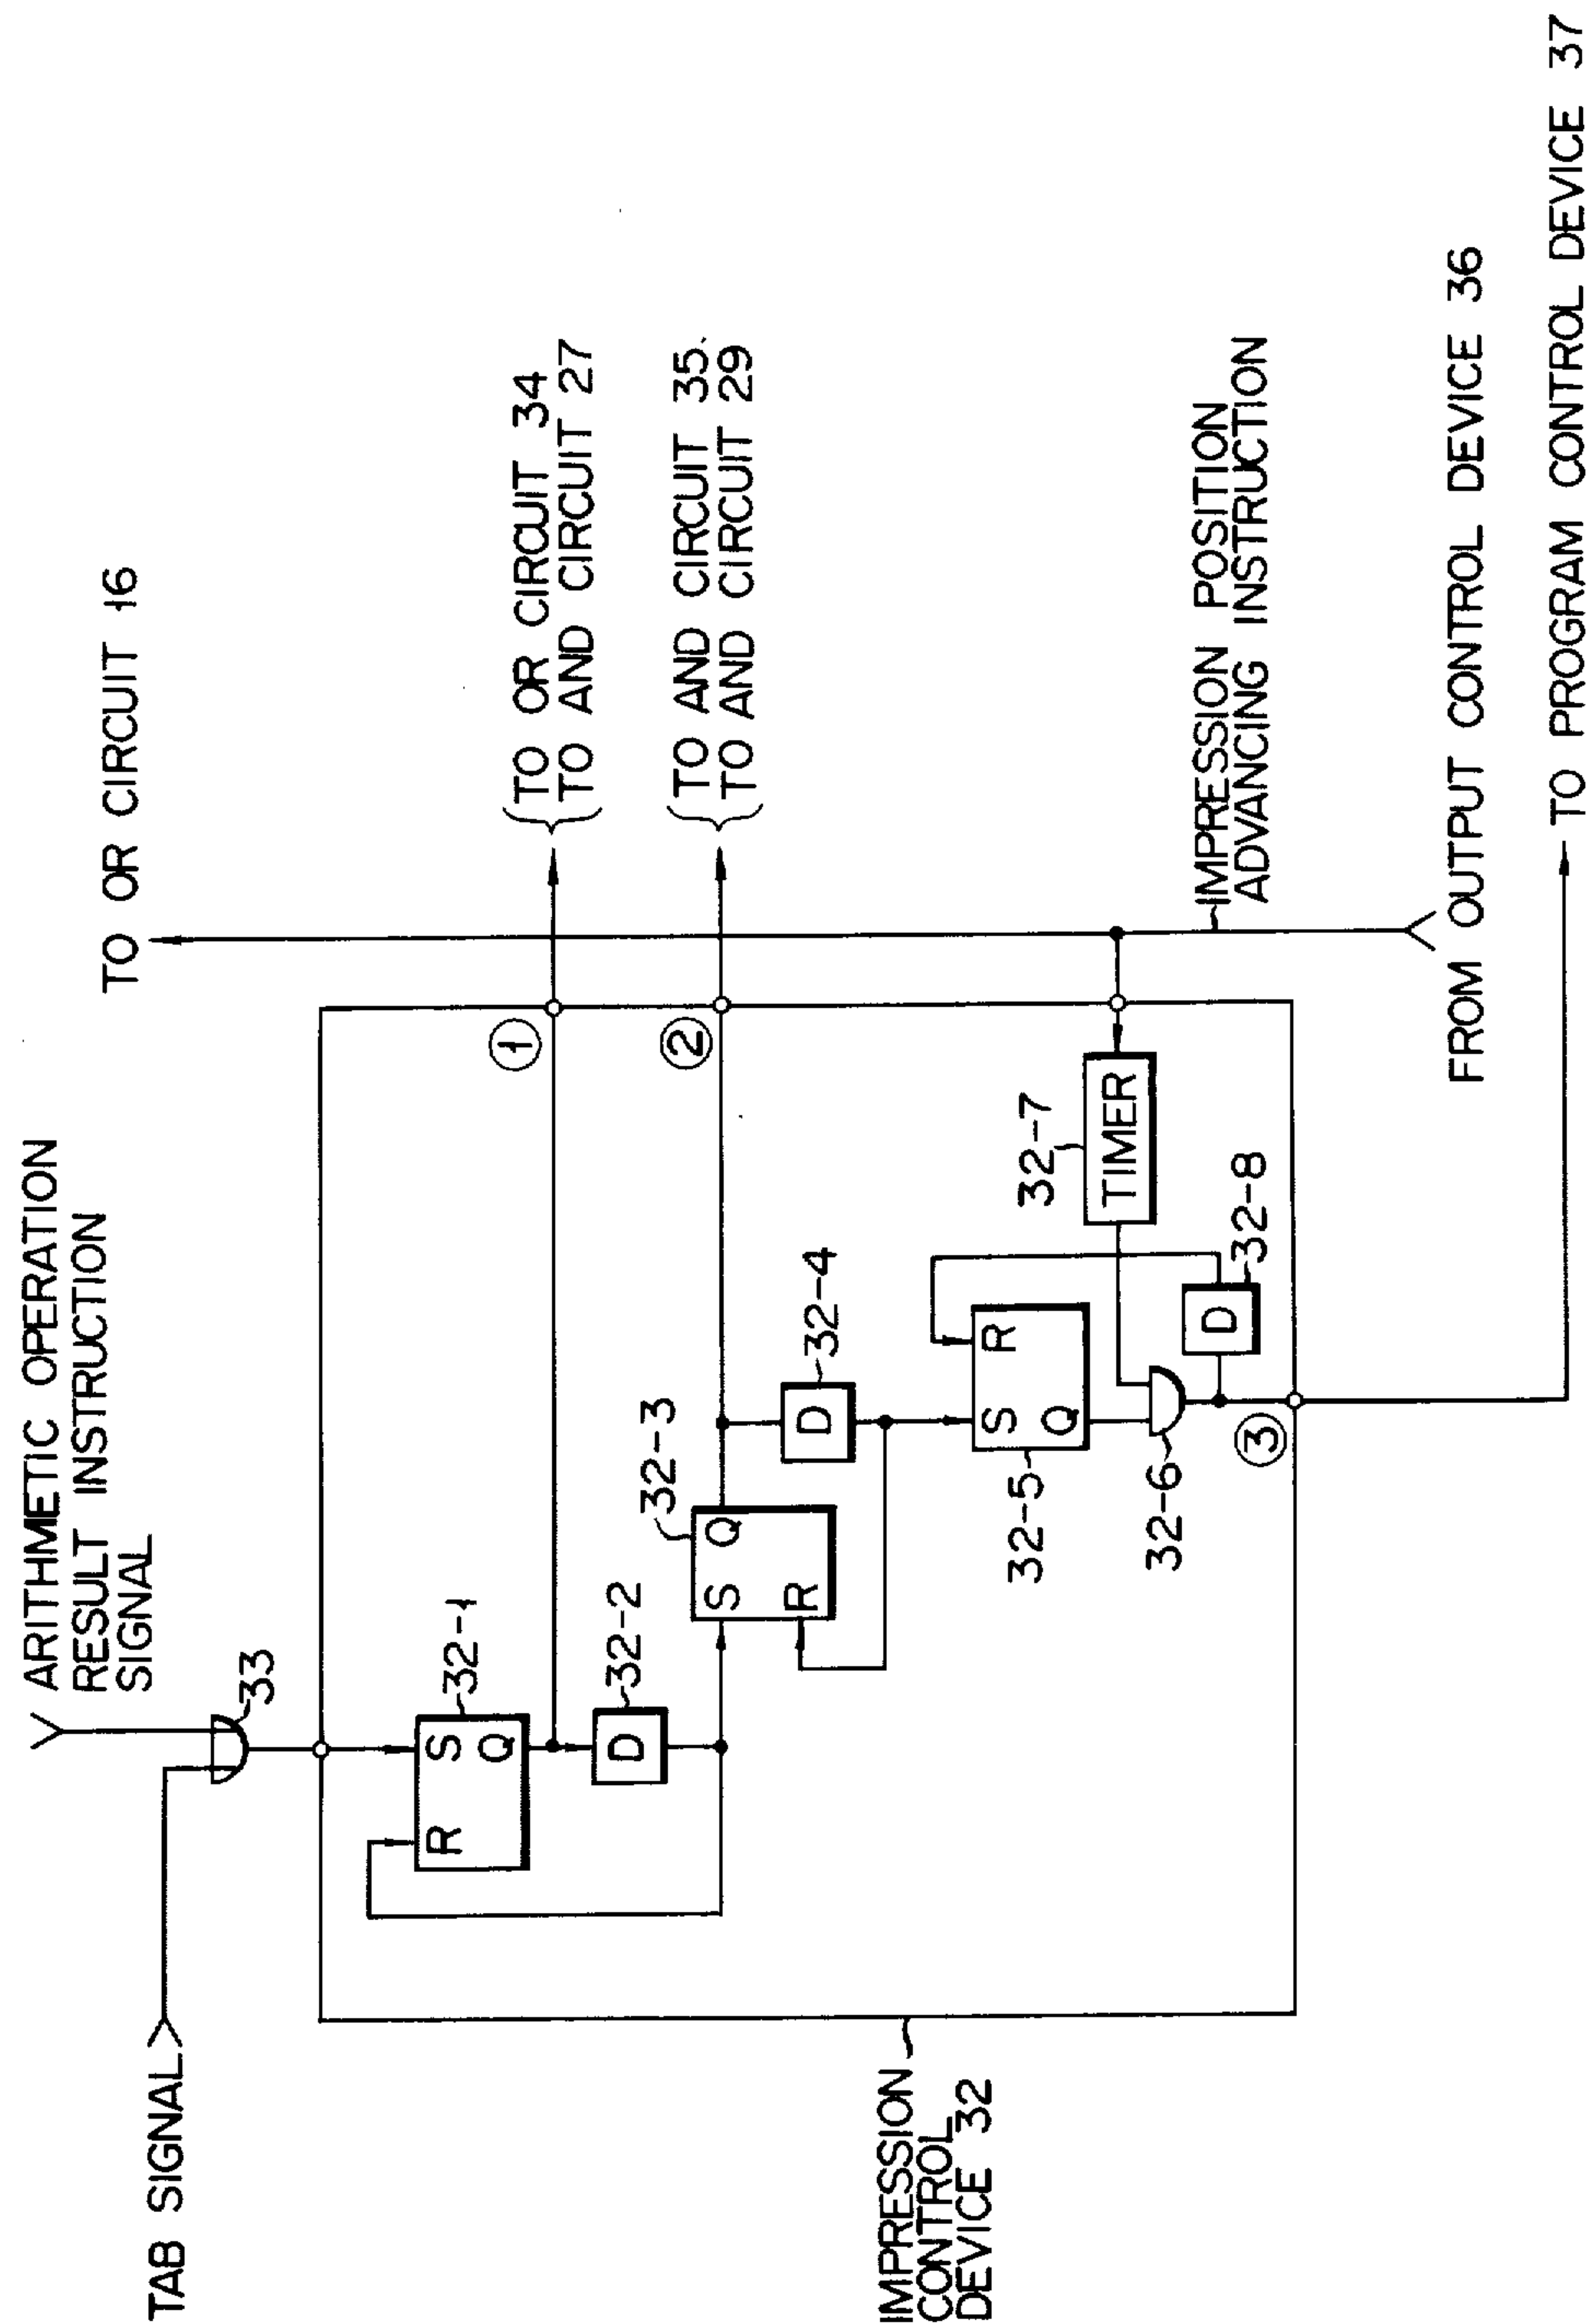 TAB SIGNAL
ARITHMETIC OPERATION
RESULT INSTRUCTION
SIGNAL
33
TO OR CIRCUIT 16
R S
Q
32-1
D
32-2
1
TO OR CIRCUIT 34
TO AND CIRCUIT 27
S Q
R
32-3
2
TO AND CIRCUIT 35
TO AND CIRCUIT 29
D
32-4
S R
Q
32-5
32-6
32-7
TIMER
D
32-8
3
IMPRESSION POSITION
ADVANCING INSTRUCTION
IMPRESSION
CONTROL
DEVICE 32
FROM OUTPUT CONTROL DEVICE 36
TO PROGRAM CONTROL DEVICE 37